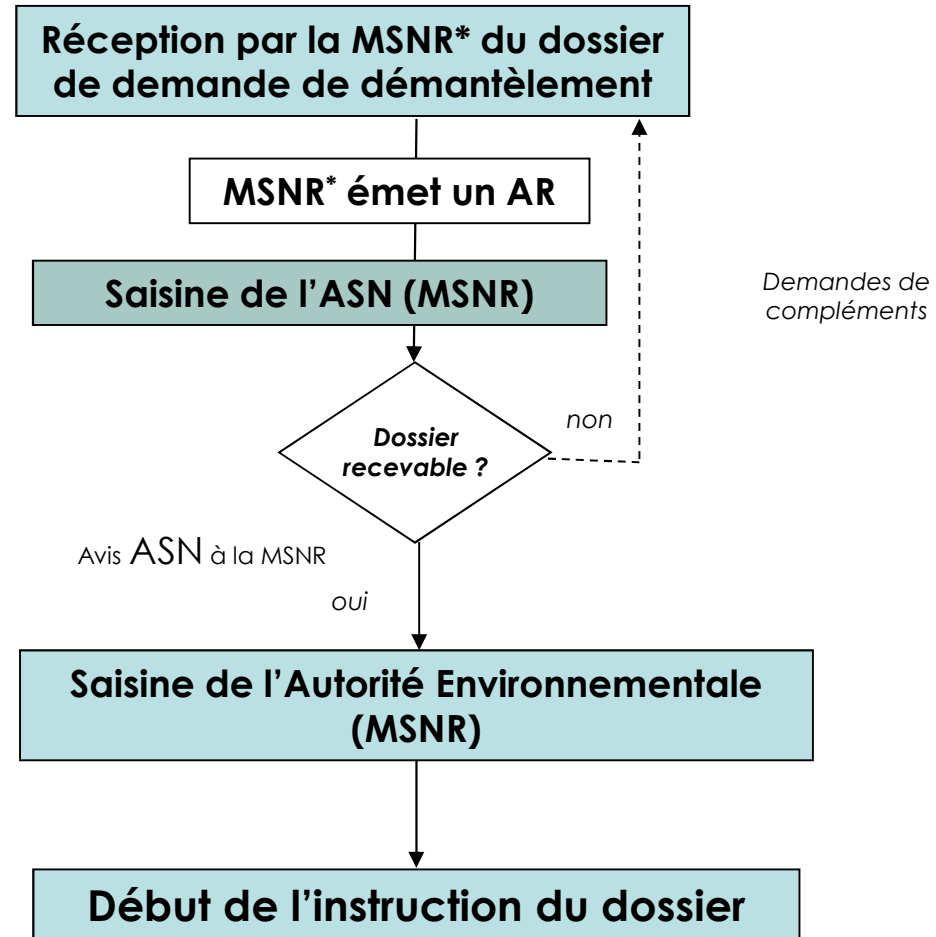 Réception par la MSNR* du dossier
de demande de démantèlement
MSNR* émet un AR
Saisine de l’ASN (MSNR)
Demandes de
compléments
non
Dossier
recevable ?
Avis ASN à la MSNR
oui
Saisine de l’Autorité Environnementale
(MSNR)
Début de l’instruction du dossier